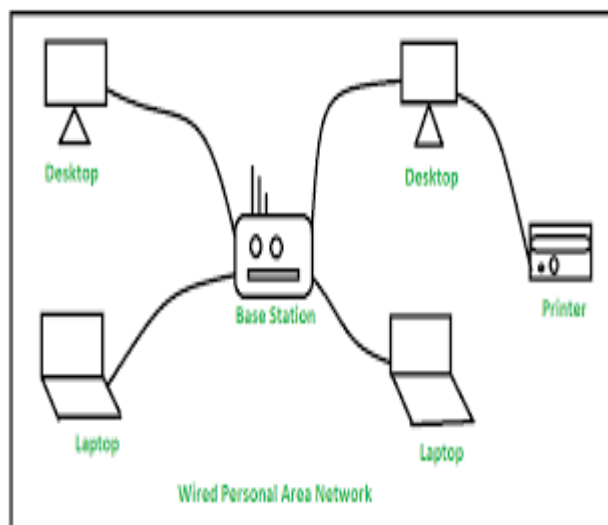 Desktop
Desktop
Base Station
Printer
Laptop
Laptop
Wired Personal Area Network